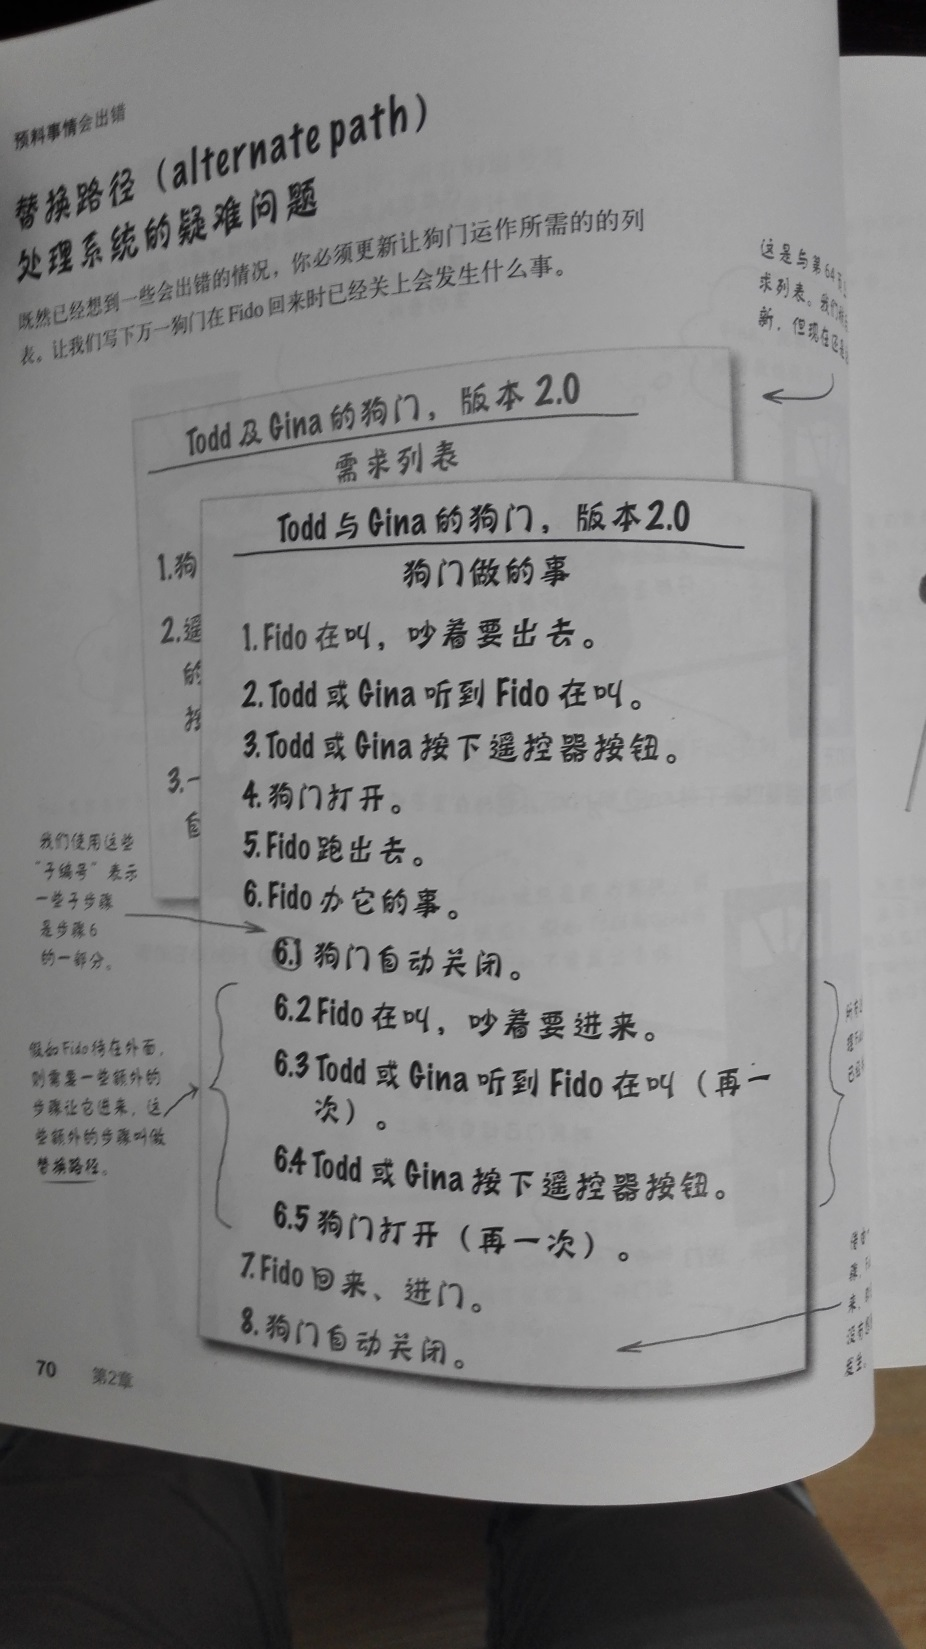 预料事情会出错
替换路径（alternate path）
处理系统的疑难问题
既然已经想到一些会出错的情况，你必须更新让狗门运作所需的的列
表。让我们写下万一狗门在Fido回来时已经关上会发生什么事。
这是与第64
求列表。我们
新，但现在还是
Todd及Gina的狗门，版本2.0
需求列表
1.狗
2.遥
的
按
3.一
自
Todd与Gina的狗门，版本2.0
狗门做的事
1.Fido在叫，吵着要出去。
2.Todd或Gina听到Fido在叫。
3.Todd或Gina按下遥控器按钮。
4.狗门打开。
5.Fido跑出去。
6.Fido办它的事。
6.1狗门自动关闭。
6.2Fido在叫，吵着要进来。
6.3Todd或Gina听到Fido在叫（再一
次）。
6.4Todd或Gina按下遥控器按钮。
6.5狗门打开（再一次）。
7.Fido回来、进门。
8.狗门自动关闭。
我们使用这些
“子编号”表示
一些子步骤
是步骤6
的一部分。
假如Fido待在外面，
则需要一些额外的
步骤让它进来，这
些额外的步骤叫做
替换路径。
所有
已经
来，
没有
70 第2章